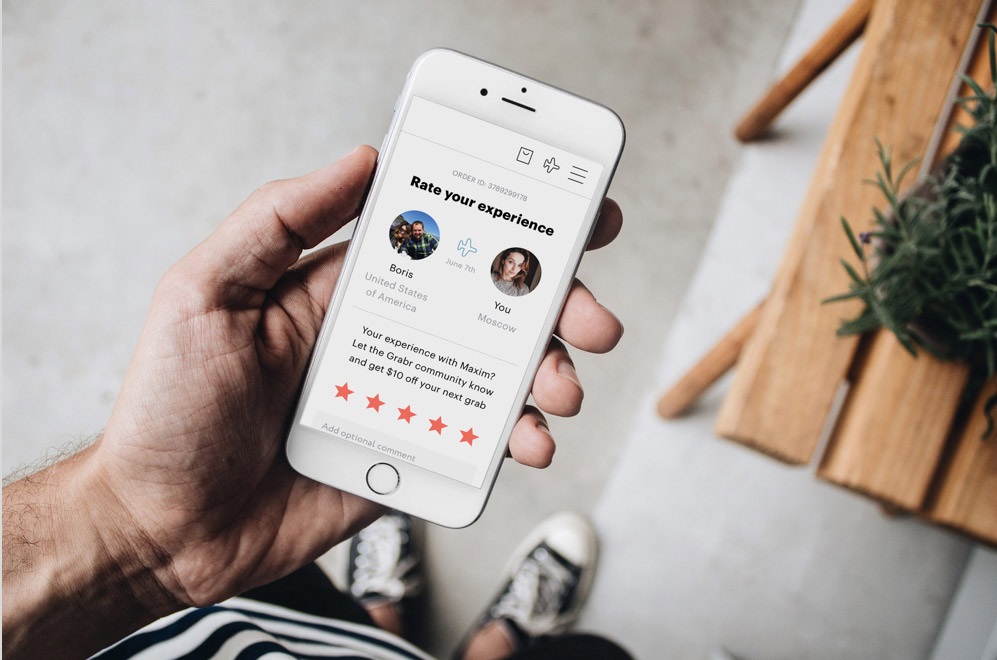 ORDER ID: 3789299178
Rate your experience
June 7th
Boris
United States
of America
You
Moscow
Your experience with Maxim?
Let the Grabr community know
and get $10 off your next grab
Add optional comment